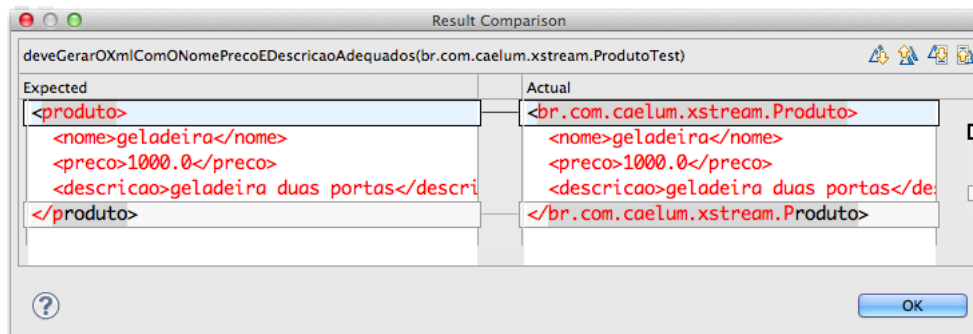 Result Comparison
deveGerarOXmlComONomePrecoEDescricaoAdequados(br.com.caelum.xstream.ProdutoTest)
Expected
<produto>
<nome>geladeira</nome>
<preco>1000.0</preco>
<descricao>geladeira duas portas</descri
</produto>
Actual
<br.com.caelum.xstream.Produto>
<nome>geladeira</nome>
<preco>1000.0</preco>
<descricao>geladeira duas portas</de
</br.com.caelum.xstream.Produto>
?
OK